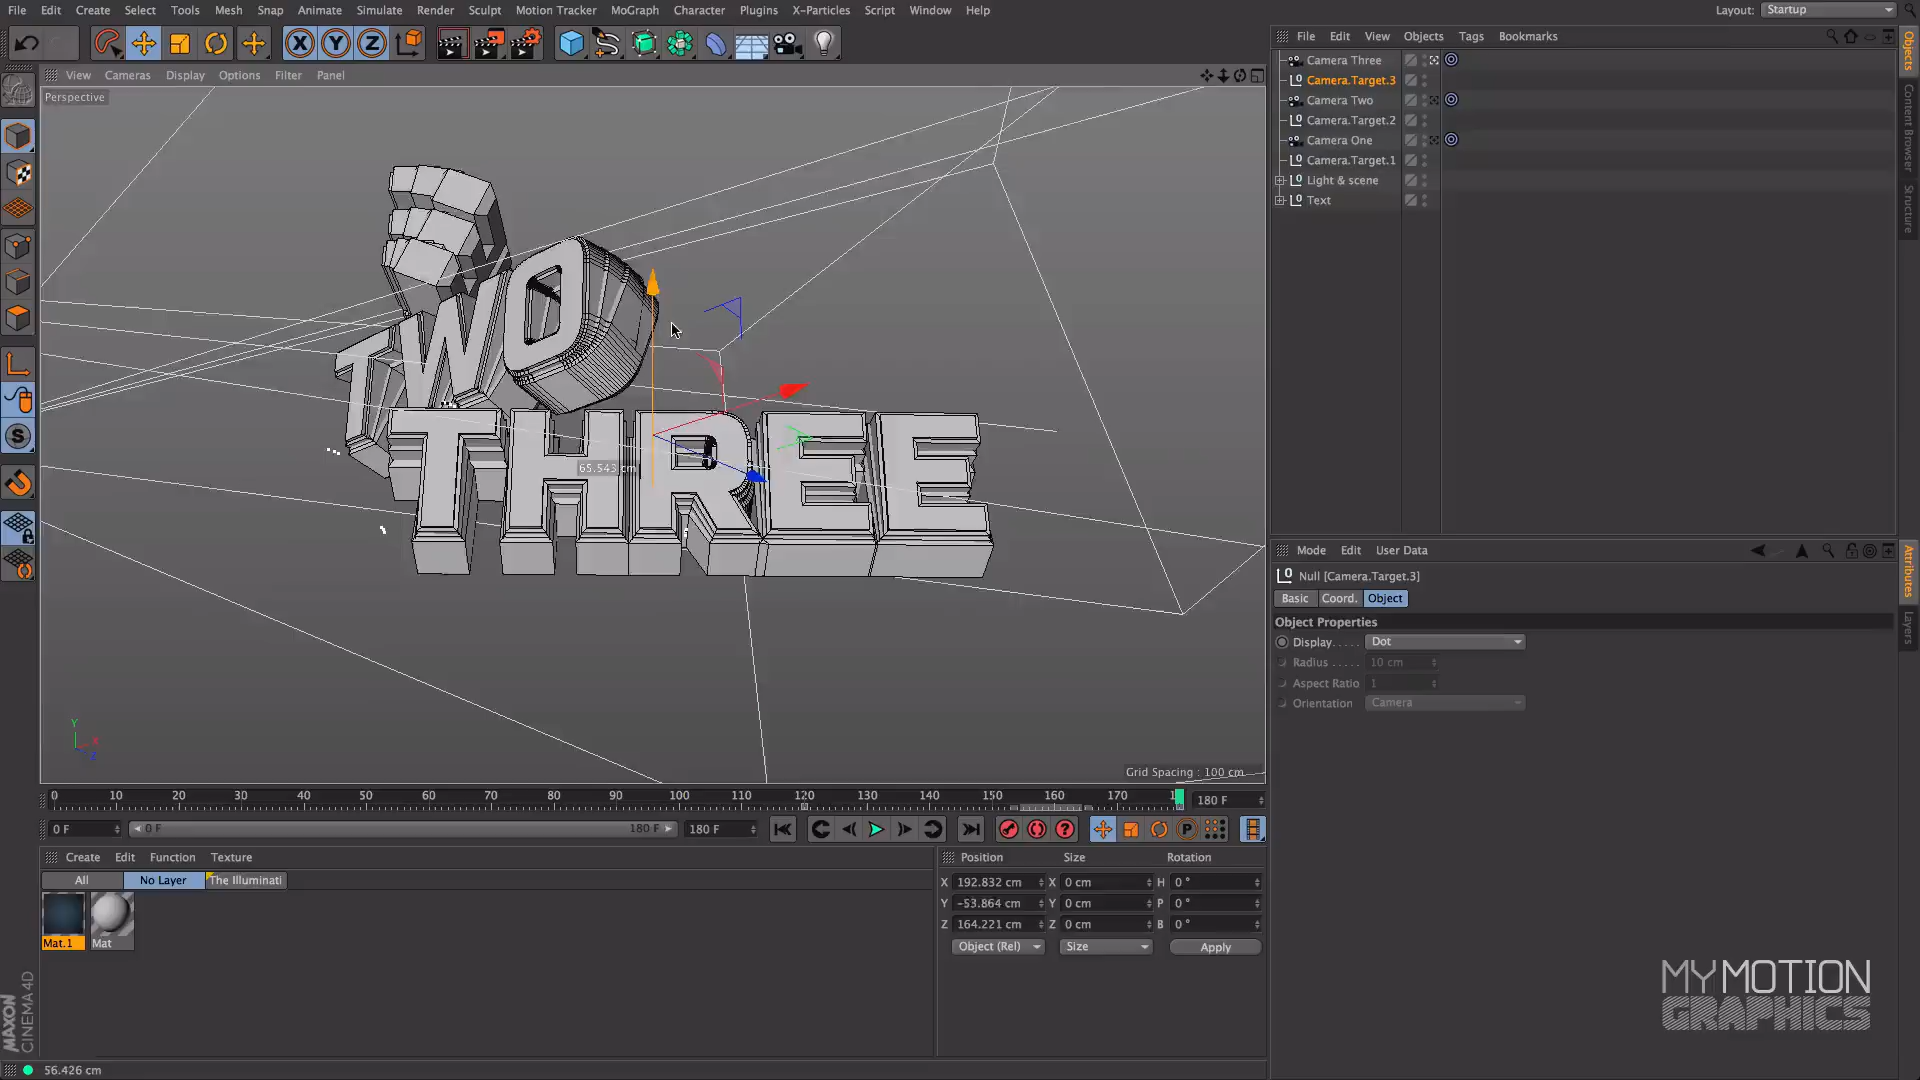 File Edit Create Select Tools Mesh Snap Animate Simulate Render Sculpt Motion Tracker MoGraph Character Plugins X-Particles Script Window Help Layout: Startup
X Y Z
File Edit View Objects Tags Bookmarks
Camera Three
Camera.Target.3
Camera Two
Camera.Target.2
Camera One
Camera.Target.1
Light & scene
Text
Objects
Content Browser
Structure
View Cameras Display Options Filter Panel
Perspective
TWO
THREE
65.543 cm
Y
X
Z
Grid Spacing : 100 cm
Mode Edit User Data
Null [Camera.Target.3]
Basic Coord. Object
Object Properties
Display..... Dot
Radius ..... 10 cm
Aspect Ratio 1
Orientation Camera
Attributes
Layers
0 10 20 30 40 50 60 70 80 90 100 110 120 130 140 150 160 170 180 F
0 F 0 F 180 F 180 F
Create Edit Function Texture
All No Layer The Illuminati
Mat.1 Mat
Position Size Rotation
X 192.832 cm X 0 cm H 0 °
Y -53.864 cm Y 0 cm P 0 °
Z 164.221 cm Z 0 cm B 0 °
Object (Rel) Size Apply
MAXON
CINEMA 4D
MYMOTION
GRAPHICS
56.426 cm